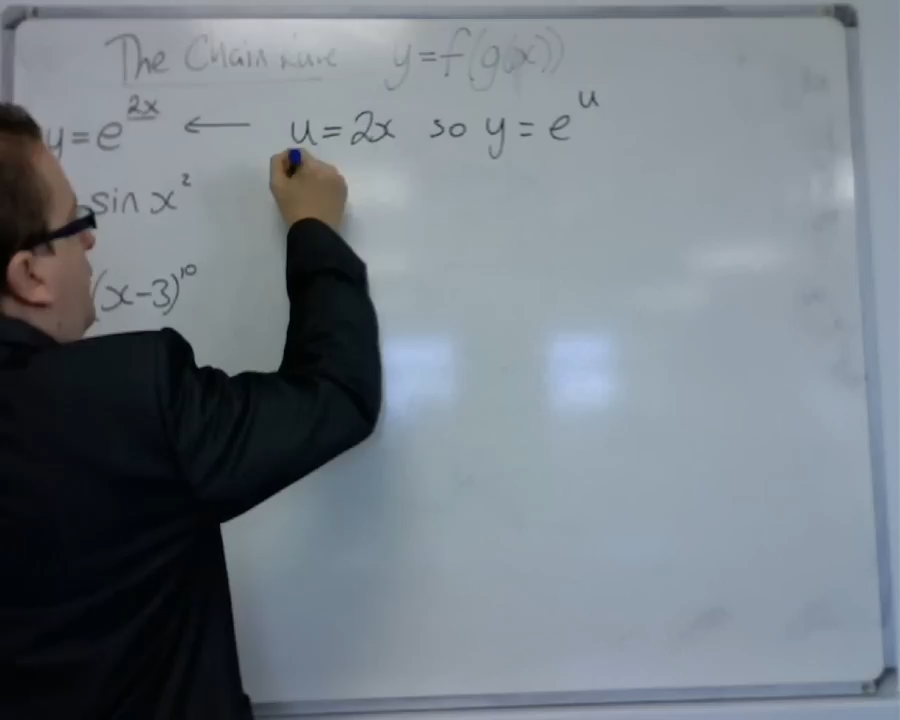 The Chain Rule y=f(g(x))
y=e^{2x} ← u=2x so y=e^u
sin x²
(x-3)¹⁰